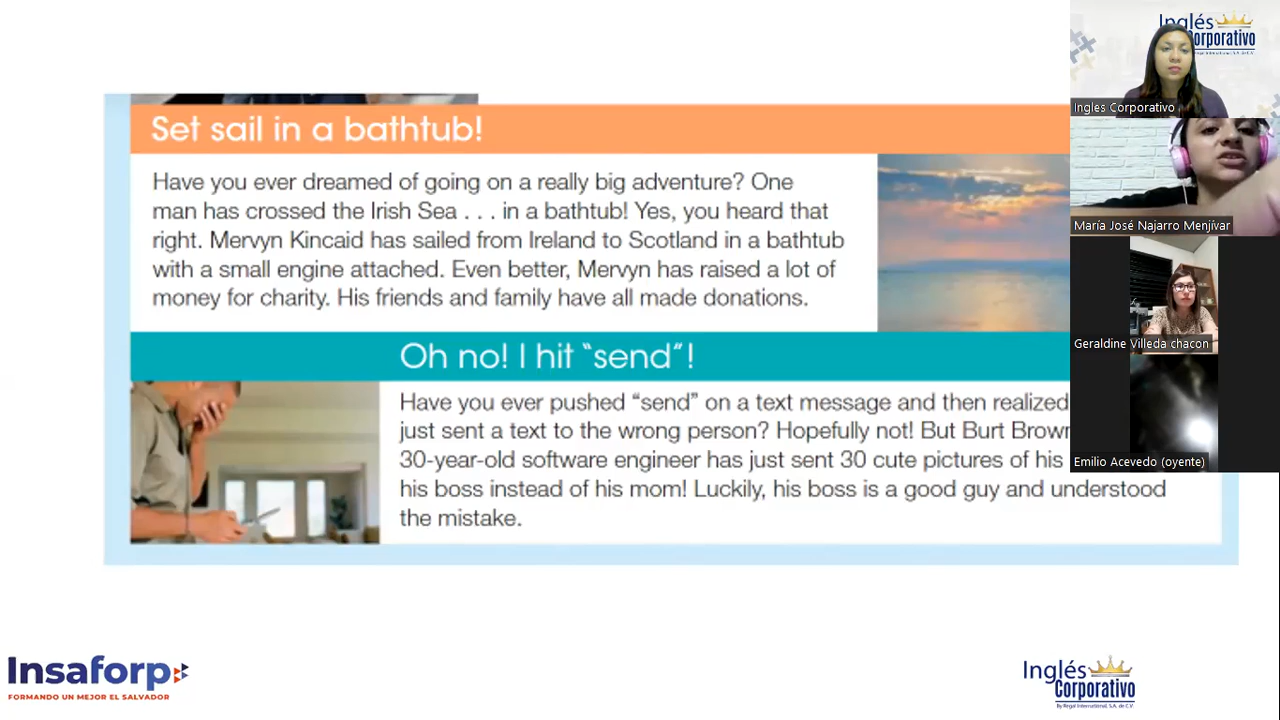 Set sail in a bathtub!
Have you ever dreamed of going on a really big adventure? One
man has crossed the Irish Sea . . . in a bathtub! Yes, you heard that
right. Mervyn Kincaid has sailed from Ireland to Scotland in a bathtub
with a small engine attached. Even better, Mervyn has raised a lot of
money for charity. His friends and family have all made donations.
Oh no! I hit “send”!
Have you ever pushed “send” on a text message and then realized
just sent a text to the wrong person? Hopefully not! But Burt Brown
30-year-old software engineer has just sent 30 cute pictures of his
his boss instead of his mom! Luckily, his boss is a good guy and understood
the mistake.
Inglés
Corporativo
Ingles Corporativo
María José Najarro Menjívar
Geraldine Villeda chacon
Emilio Acevedo (oyente)
Insaforp
FORMANDO UN MEJOR EL SALVADOR
Inglés
Corporativo
By Regal International, S.A. de C.V.